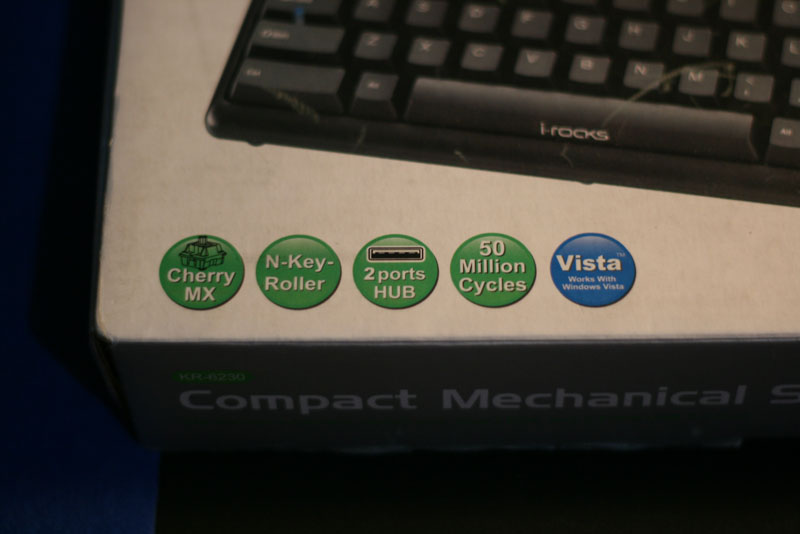 Z X C V B N M
i-rocks
Cherry
MX
N-Key-
Roller
2 ports
HUB
50
Million
Cycles
Vista™
Works With
Windows Vista
KR-6230
Compact Mechanical S